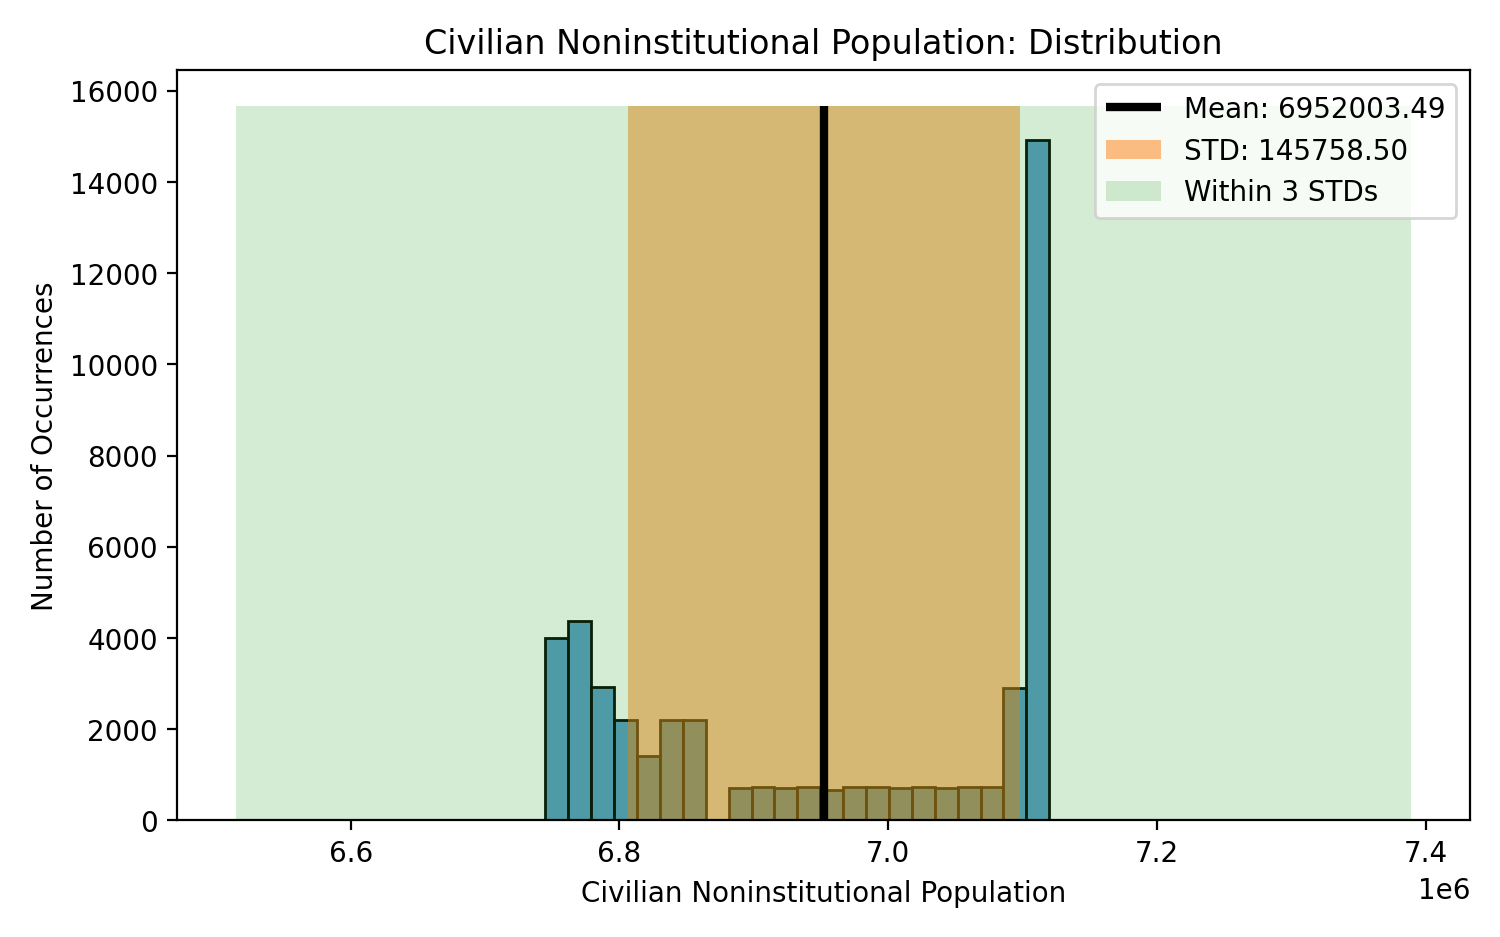 Civilian Noninstitutional Population: Distribution
Mean: 6952003.49
STD: 145758.50
Within 3 STDs
Number of Occurrences
16000
14000
12000
10000
8000
6000
4000
2000
0
6.6 6.8 7.0 7.2 7.4
1e6
Civilian Noninstitutional Population